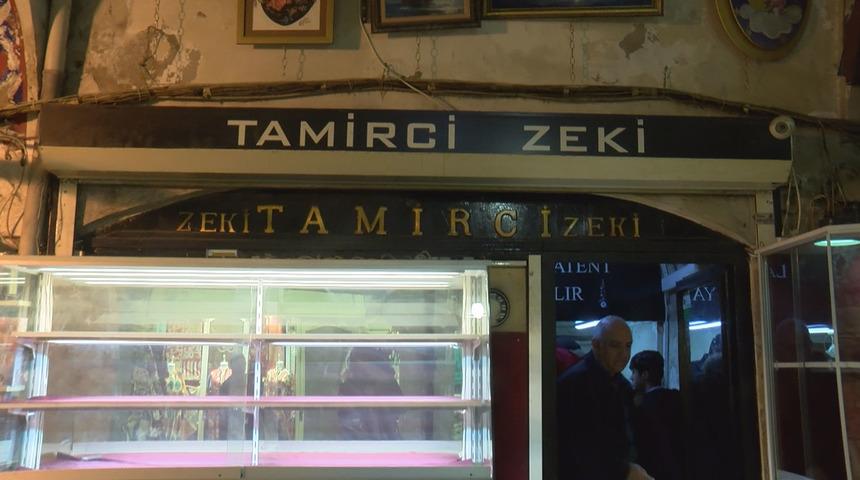 TAMİRCİ ZEKİ
ZEKİ TAMİRCİ ZEKİ
ATENT
LIR
AY